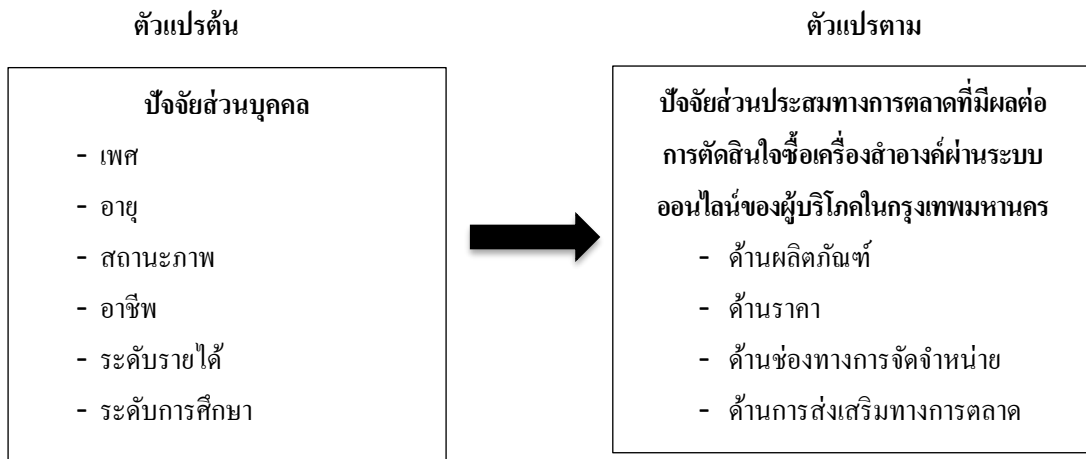 ตัวแปรต้น
ปัจจัยส่วนบุคคล
- เพศ
- อายุ
- สถานะภาพ
- อาชีพ
- ระดับรายได้
- ระดับการศึกษา
ตัวแปรตาม
ปัจจัยส่วนประสมทางการตลาดที่มีผลต่อ
การตัดสินใจซื้อเครื่องสำอางค์ผ่านระบบ
ออนไลน์ของผู้บริโภคในกรุงเทพมหานคร
- ด้านผลิตภัณฑ์
- ด้านราคา
- ด้านช่องทางการจัดจำหน่าย
- ด้านการส่งเสริมทางการตลาด